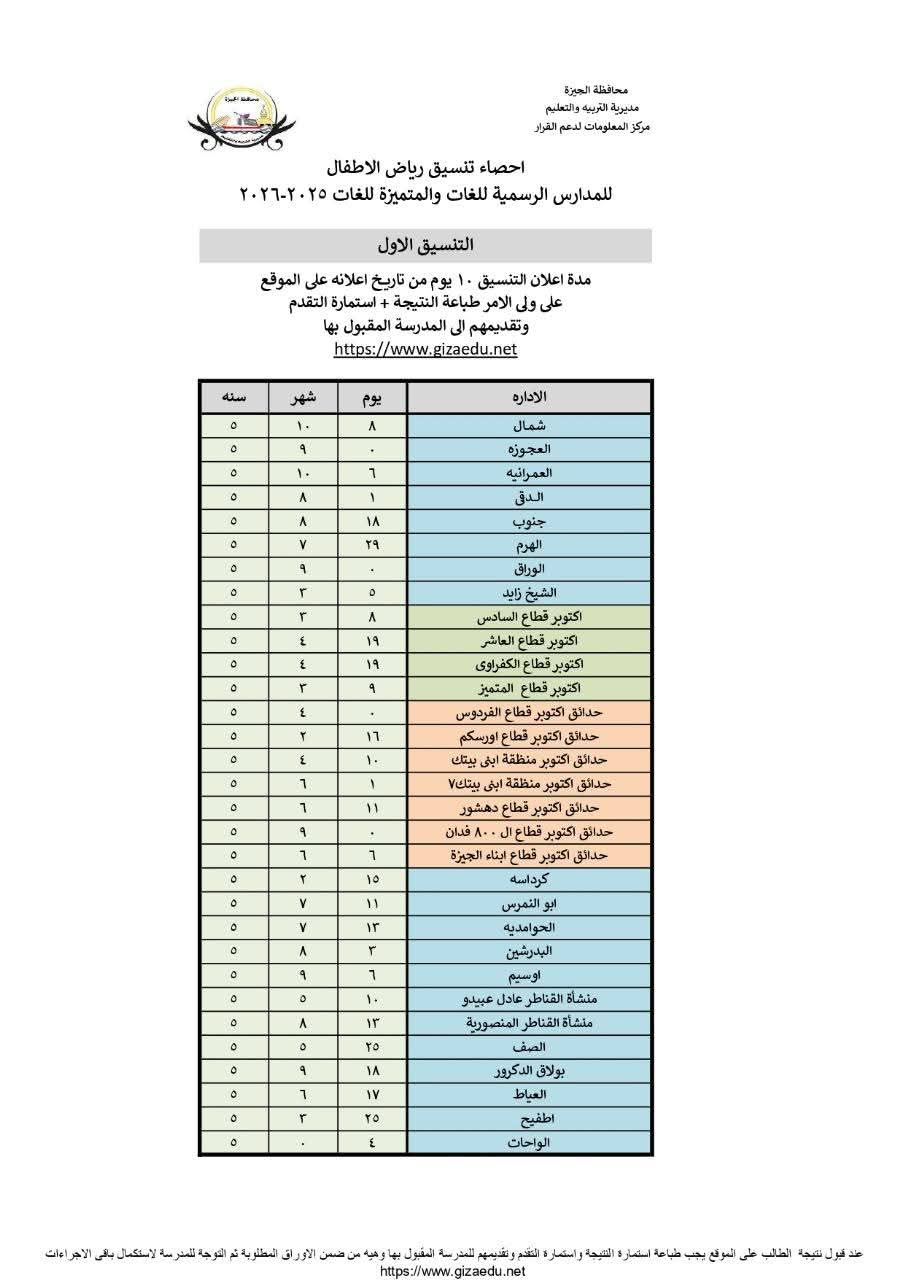 محافظة الجيزة
مديرية التربيه والتعليم
مركز المعلومات لدعم القرار
محافظة الجيزة
احصاء تنسيق رياض الاطفال
للمدارس الرسمية للغات والمتميزة للغات ٢٠٢٥-٢٠٢٦
التنسيق الاول
مدة اعلان التنسيق ١٠ يوم من تاريخ اعلانه على الموقع
على ولى الامر طباعة النتيجة + استمارة التقدم
وتقديمهم الى المدرسة المقبول بها
https://www.gizaedu.net
الاداره يوم شهر سنه
شمال ٨ ١٠ ٥
العجوزه ٠ ٩ ٥
العمرانيه ٦ ١٠ ٥
الدقى ١ ٨ ٥
جنوب ١٨ ٨ ٥
الهرم ٢٩ ٧ ٥
الوراق ٠ ٩ ٥
الشيخ زايد ٥ ٣ ٥
اكتوبر قطاع السادس ٨ ٣ ٥
اكتوبر قطاع العاشر ١٩ ٤ ٥
اكتوبر قطاع الكفراوى ١٩ ٤ ٥
اكتوبر قطاع المتميز ٩ ٣ ٥
حدائق اكتوبر قطاع الفردوس ٠ ٤ ٥
حدائق اكتوبر قطاع اورسكم ١٦ ٢ ٥
حدائق اكتوبر منظقة ابنى بيتك ١٠ ٤ ٥
حدائق اكتوبر منطقة ابنى بيتك٧ ١ ٦ ٥
حدائق اكتوبر قطاع دهشور ١١ ٦ ٥
حدائق اكتوبر قطاع ال ٨٠٠ فدان ٠ ٩ ٥
حدائق اكتوبر قطاع ابناء الجيزة ٦ ٦ ٥
كرداسه ١٥ ٢ ٥
ابو النمرس ١١ ٧ ٥
الحوامديه ١٣ ٧ ٥
البدرشين ٣ ٨ ٥
اوسيم ٦ ٩ ٥
منشأة القناطر عادل عبيدو ١٠ ٥ ٥
منشأة القناطر المنصورية ١٣ ٨ ٥
الصف ٢٥ ٥ ٥
بولاق الدكرور ١٨ ٩ ٥
العياط ١٧ ٦ ٥
اطفيح ٢٥ ٣ ٥
الواحات ٤ ٠ ٥
عند قبول نتيجة الطالب على الموقع يجب طباعة استمارة النتيجة واستمارة التقدم وتقديمهم للمدرسة المقبول بها وهيه من ضمن الاوراق المطلوبة ثم التوجة للمدرسة لاستكمال باقى الاجراءات
https://www.gizaedu.net